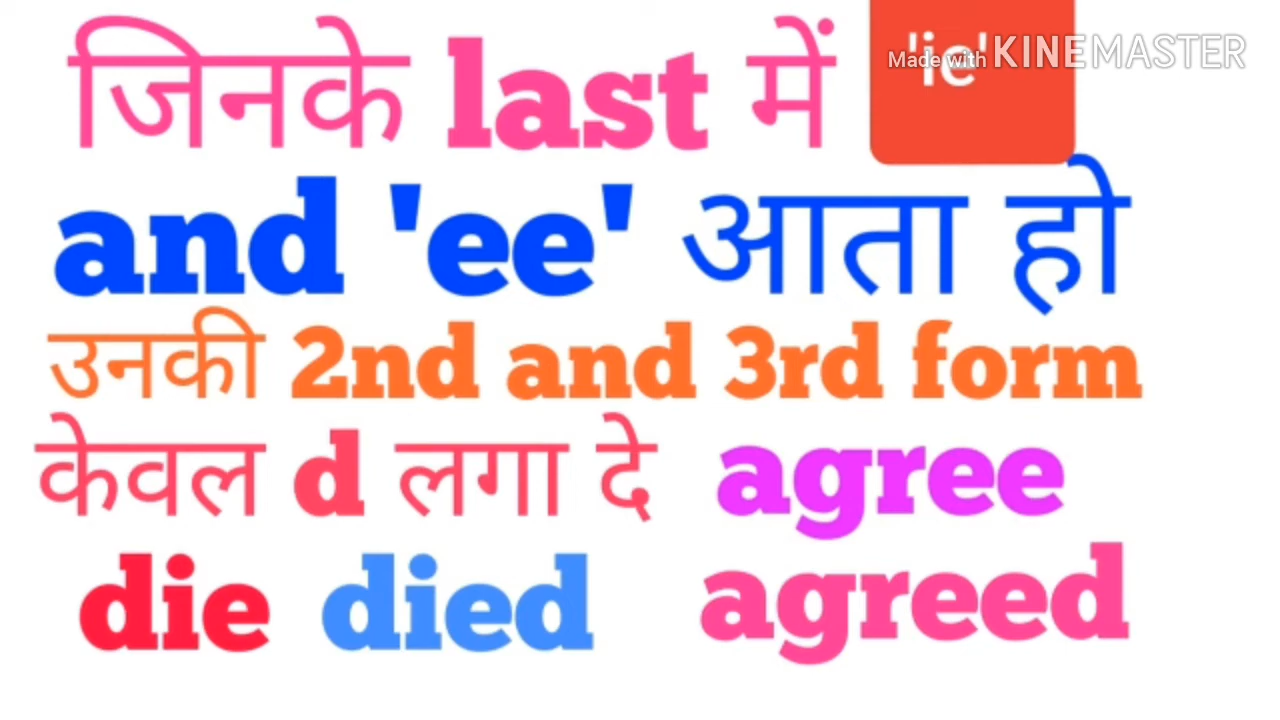 जिनके last में 'ie'
Made with KINEMASTER
and 'ee' आता हो
उनकी 2nd and 3rd form
केवल d लगा दे agree
die died agreed